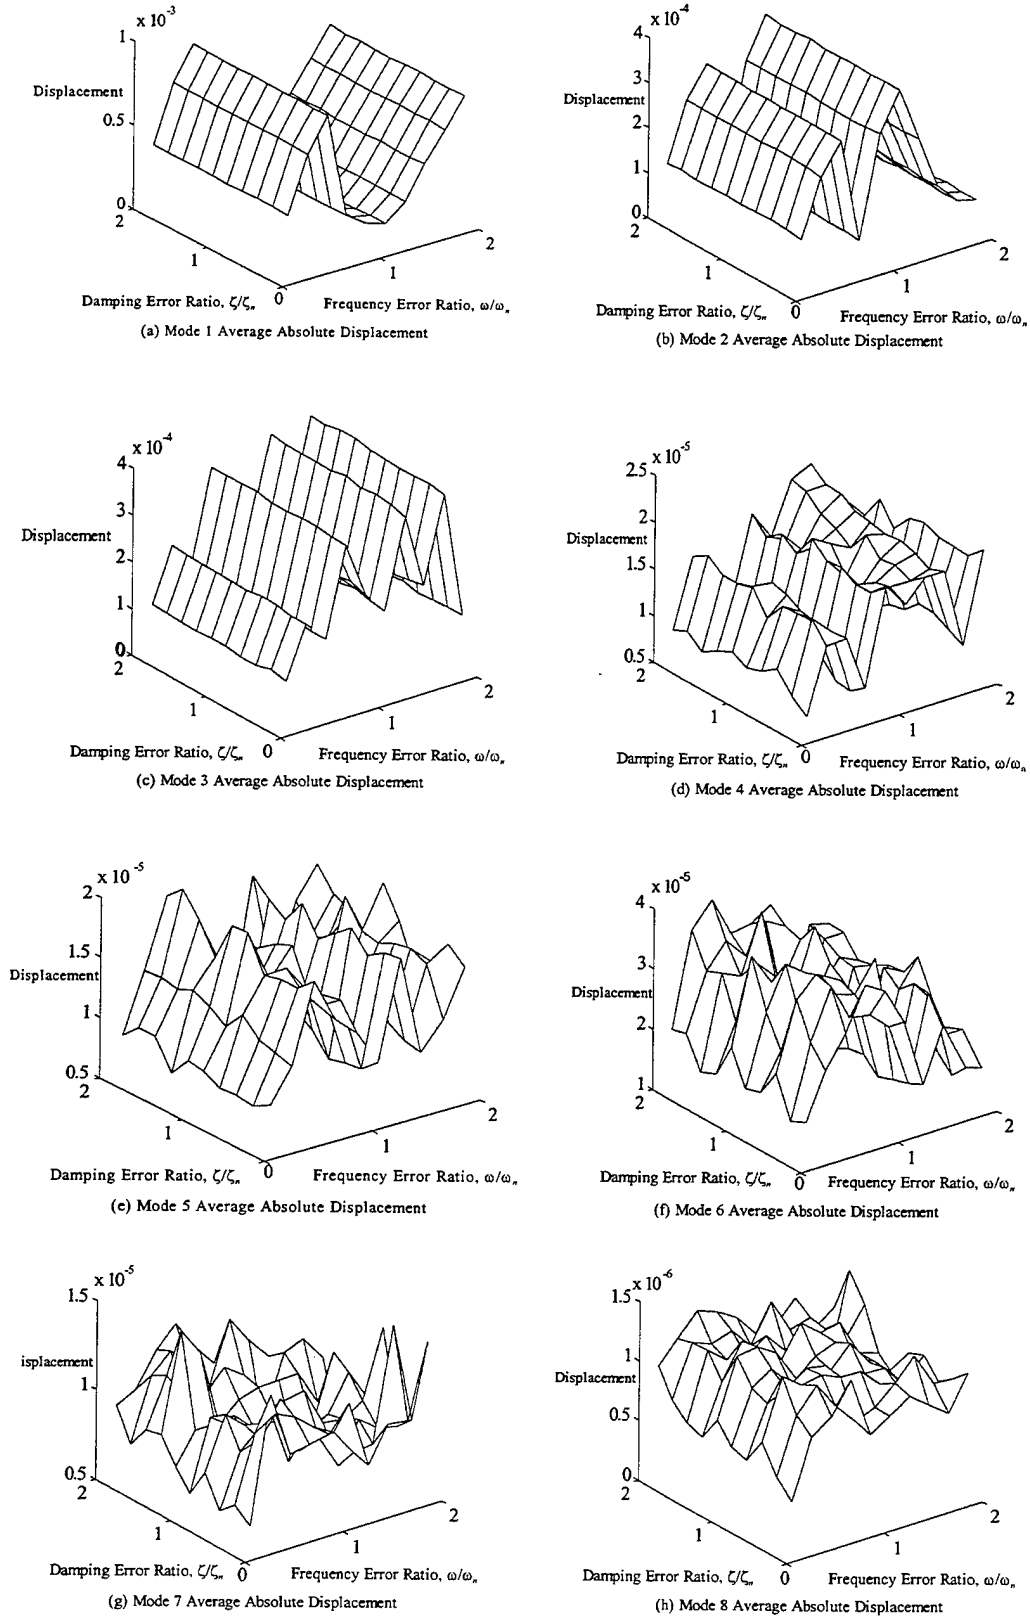 x 10-3
1
Displacement
0.5
0
2
1
0
1
2
Damping Error Ratio, ζ/ζn
Frequency Error Ratio, ω/ωn
(a) Mode 1 Average Absolute Displacement
x 10-4
4
3
Displacement
2
1
0
2
1
0
1
2
Damping Error Ratio, ζ/ζn
Frequency Error Ratio, ω/ωn
(b) Mode 2 Average Absolute Displacement
x 10-4
4
3
Displacement
2
1
0
2
1
0
1
2
Damping Error Ratio, ζ/ζn
Frequency Error Ratio, ω/ωn
(c) Mode 3 Average Absolute Displacement
x 10-5
2.5
2
Displacement
1.5
1
0.5
2
1
0
1
2
Damping Error Ratio, ζ/ζn
Frequency Error Ratio, ω/ωn
(d) Mode 4 Average Absolute Displacement
x 10-5
2
1.5
Displacement
1
0.5
2
1
0
1
2
Damping Error Ratio, ζ/ζn
Frequency Error Ratio, ω/ωn
(e) Mode 5 Average Absolute Displacement
x 10-5
4
3
Displacement
2
1
2
1
0
1
2
Damping Error Ratio, ζ/ζn
Frequency Error Ratio, ω/ωn
(f) Mode 6 Average Absolute Displacement
x 10-5
1.5
isplacement
1
0.5
2
1
0
1
2
Damping Error Ratio, ζ/ζn
Frequency Error Ratio, ω/ωn
(g) Mode 7 Average Absolute Displacement
x 10-6
1.5
1
Displacement
0.5
0
2
1
0
1
2
Damping Error Ratio, ζ/ζn
Frequency Error Ratio, ω/ωn
(h) Mode 8 Average Absolute Displacement